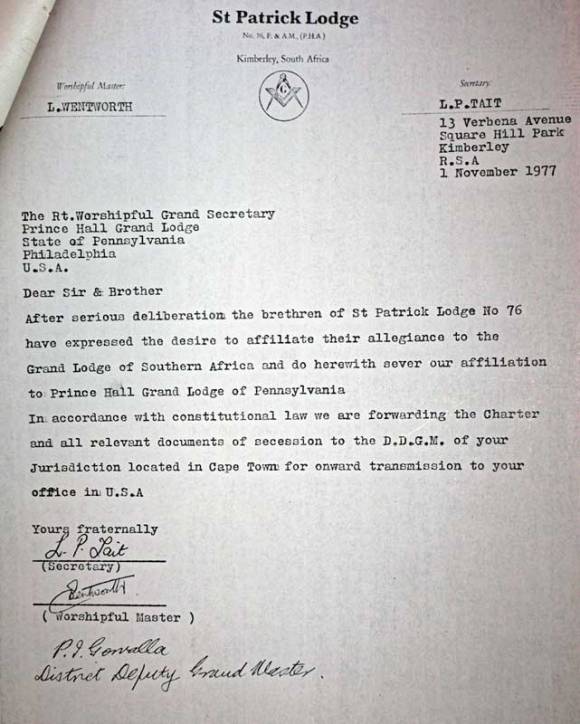 St Patrick Lodge
No. 76, F. & A.M., (P.H.A)
Kimberley, South Africa
Worshipful Master:
L.WENTWORTH
G
Secretary:
L.P.TAIT
13 Verbena Avenue
Square Hill Park
Kimberley
R.S.A
1 November 1977
The Rt.Worshipful Grand Secretary
Prince Hall Grand Lodge
State of Pennsylvania
Philadelphia
U.S.A.
Dear Sir & Brother
After serious deliberation the brethren of St Patrick Lodge No 76
have expressed the desire to affiliate their allegiance to the
Grand Lodge of Southern Africa and do herewith sever our affiliation
to Prince Hall Grand Lodge of Pennsylvania
In accordance with constitutional law we are forwarding the Charter
and all relevant documents of secession to the D.D.G.M. of your
Jurisdiction located in Cape Town for onward transmission to your
office in U.S.A
Yours fraternally
L. P. Tait
(Secretary)
Wentworth
( Worshipful Master )
P.J. Gorvalla
District Deputy Grand Master.